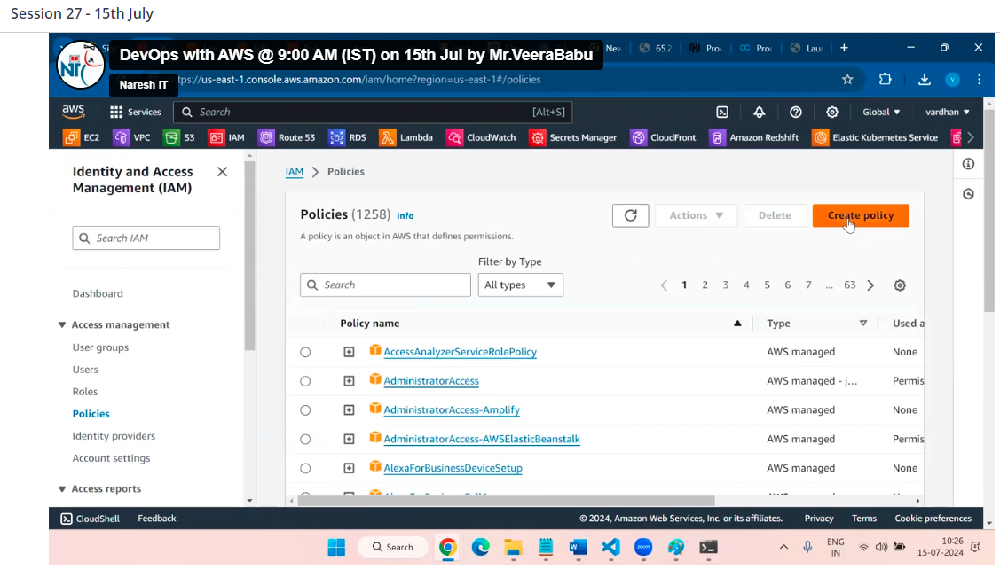 Session 27 - 15th July
DevOps with AWS @ 9:00 AM (IST) on 15th Jul by Mr.VeeraBabu
Nev
65.2
Prov
Pro
Lau
Naresh IT
tps://us-east-1.console.aws.amazon.com/iam/home?region=us-east-1#/policies
aws
Services
Search
[Alt+S]
Global
vardhan
EC2
VPC
S3
IAM
Route 53
RDS
Lambda
CloudWatch
Secrets Manager
CloudFront
Amazon Redshift
Elastic Kubernetes Service
Identity and Access
Management (IAM)
Search IAM
Dashboard
Access management
User groups
Users
Roles
Policies
Identity providers
Account settings
Access reports
IAM > Policies
Policies (1258) Info
A policy is an object in AWS that defines permissions.
Actions
Delete
Create policy
Filter by Type
Search
All types
1 2 3 4 5 6 7 ... 63
Policy name Type Used a
AccessAnalyzerServiceRolePolicy AWS managed None
AdministratorAccess AWS managed - j... Permis
AdministratorAccess-Amplify AWS managed None
AdministratorAccess-AWSElasticBeanstalk AWS managed Permis
AlexaForBusinessDeviceSetup AWS managed None
CloudShell
Feedback
© 2024, Amazon Web Services, Inc. or its affiliates.
Privacy
Terms
Cookie preferences
Search
zoom
ENG
IN
10:26
15-07-2024